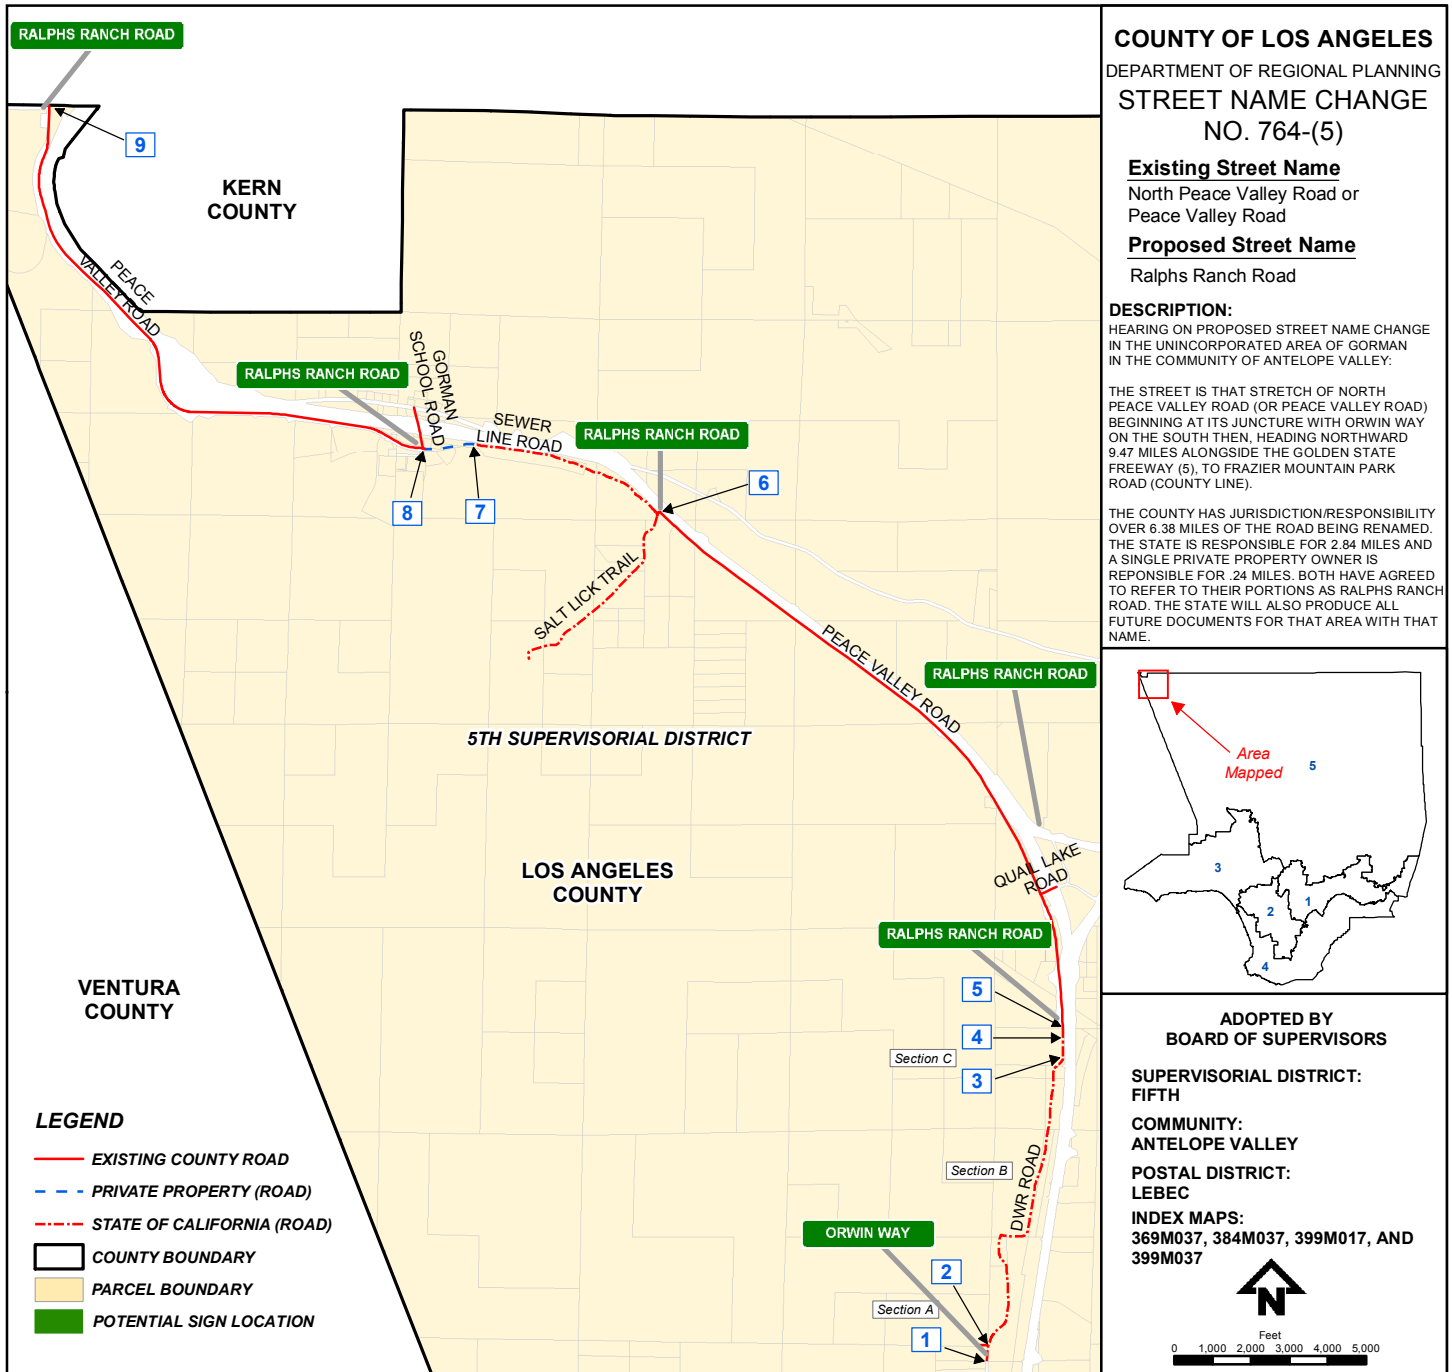 RALPHS RANCH ROAD
9
KERN
COUNTY
PEACE
VALLEY ROAD
RALPHS RANCH ROAD
GORMAN
SCHOOL ROAD
SEWER
LINE ROAD
RALPHS RANCH ROAD
6
8
7
SALT LICK TRAIL
PEACE VALLEY ROAD
RALPHS RANCH ROAD
5TH SUPERVISORIAL DISTRICT
LOS ANGELES
COUNTY
QUAIL LAKE
ROAD
RALPHS RANCH ROAD
VENTURA
COUNTY
5
4
Section C
3
Section B
DWR ROAD
ORWIN WAY
2
Section A
1
LEGEND
EXISTING COUNTY ROAD
PRIVATE PROPERTY (ROAD)
STATE OF CALIFORNIA (ROAD)
COUNTY BOUNDARY
PARCEL BOUNDARY
POTENTIAL SIGN LOCATION
COUNTY OF LOS ANGELES
DEPARTMENT OF REGIONAL PLANNING
STREET NAME CHANGE
NO. 764-(5)
Existing Street Name
North Peace Valley Road or
Peace Valley Road
Proposed Street Name
Ralphs Ranch Road
DESCRIPTION:
HEARING ON PROPOSED STREET NAME CHANGE
IN THE UNINCORPORATED AREA OF GORMAN
IN THE COMMUNITY OF ANTELOPE VALLEY:
THE STREET IS THAT STRETCH OF NORTH
PEACE VALLEY ROAD (OR PEACE VALLEY ROAD)
BEGINNING AT ITS JUNCTURE WITH ORWIN WAY
ON THE SOUTH THEN, HEADING NORTHWARD
9.47 MILES ALONGSIDE THE GOLDEN STATE
FREEWAY (5), TO FRAZIER MOUNTAIN PARK
ROAD (COUNTY LINE).
THE COUNTY HAS JURISDICTION/RESPONSIBILITY
OVER 6.38 MILES OF THE ROAD BEING RENAMED.
THE STATE IS RESPONSIBLE FOR 2.84 MILES AND
A SINGLE PRIVATE PROPERTY OWNER IS
REPONSIBLE FOR .24 MILES. BOTH HAVE AGREED
TO REFER TO THEIR PORTIONS AS RALPHS RANCH
ROAD. THE STATE WILL ALSO PRODUCE ALL
FUTURE DOCUMENTS FOR THAT AREA WITH THAT
NAME.
Area
Mapped
5
3
2
1
4
ADOPTED BY
BOARD OF SUPERVISORS
SUPERVISORIAL DISTRICT:
FIFTH
COMMUNITY:
ANTELOPE VALLEY
POSTAL DISTRICT:
LEBEC
INDEX MAPS:
369M037, 384M037, 399M017, AND
399M037
N
Feet
0 1,000 2,000 3,000 4,000 5,000